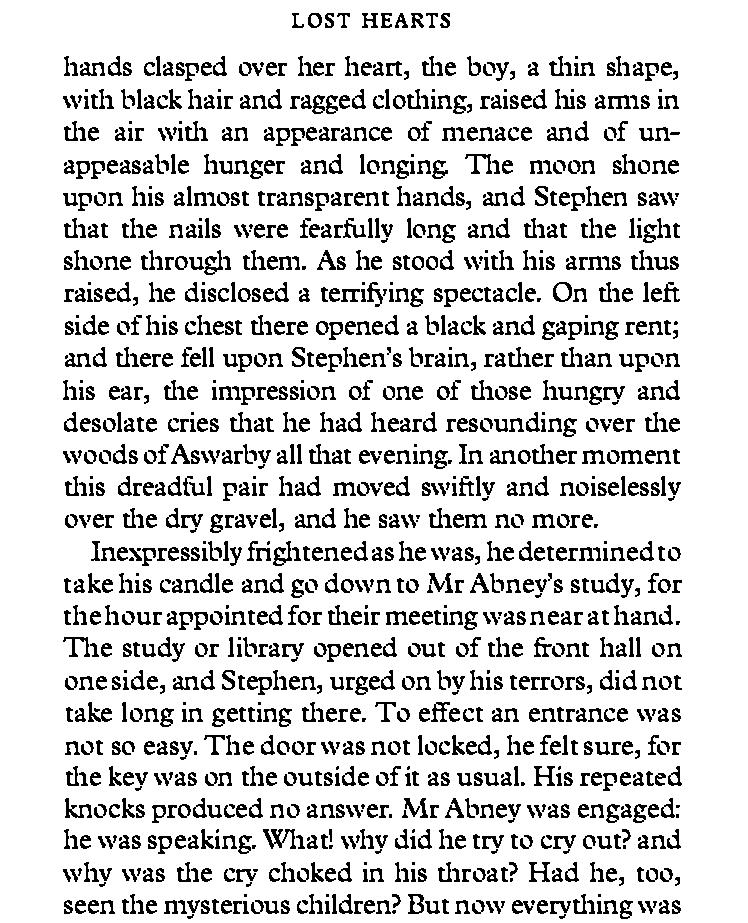 LOST HEARTS
hands clasped over her heart, the boy, a thin shape,
with black hair and ragged clothing, raised his arms in
the air with an appearance of menace and of un-
appeasable hunger and longing. The moon shone
upon his almost transparent hands, and Stephen saw
that the nails were fearfully long and that the light
shone through them. As he stood with his arms thus
raised, he disclosed a terrifying spectacle. On the left
side of his chest there opened a black and gaping rent;
and there fell upon Stephen's brain, rather than upon
his ear, the impression of one of those hungry and
desolate cries that he had heard resounding over the
woods of Aswarby all that evening. In another moment
this dreadful pair had moved swiftly and noiselessly
over the dry gravel, and he saw them no more.
Inexpressibly frightened as he was, he determined to
take his candle and go down to Mr Abney's study, for
the hour appointed for their meeting was near at hand.
The study or library opened out of the front hall on
one side, and Stephen, urged on by his terrors, did not
take long in getting there. To effect an entrance was
not so easy. The door was not locked, he felt sure, for
the key was on the outside of it as usual. His repeated
knocks produced no answer. Mr Abney was engaged:
he was speaking. What! why did he try to cry out? and
why was the cry choked in his throat? Had he, too,
seen the mysterious children? But now everything was